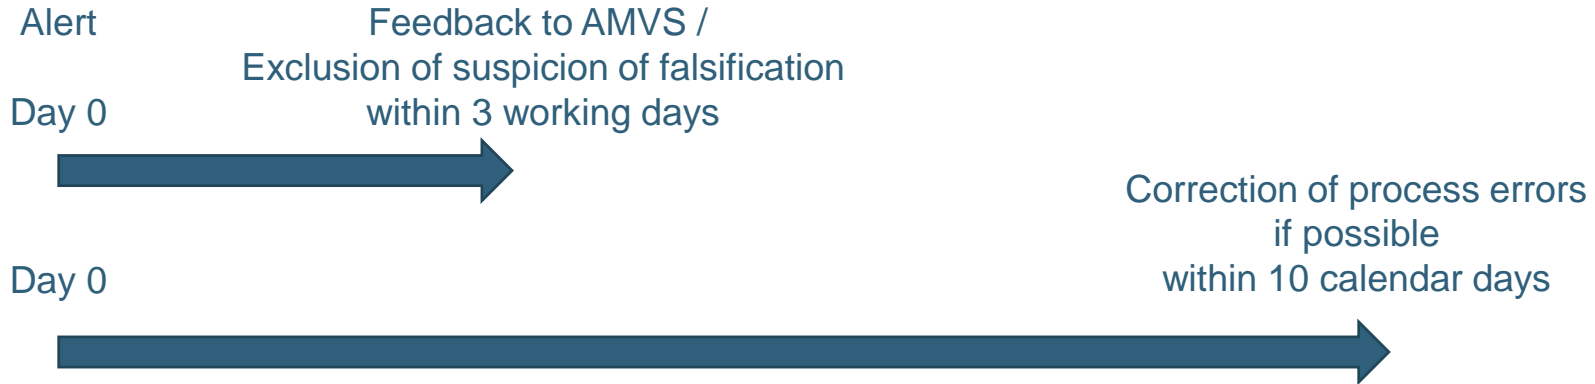 Alert
Feedback to AMVS /
Exclusion of suspicion of falsification
Day 0
within 3 working days
Correction of process errors
if possible
Day 0
within 10 calendar days